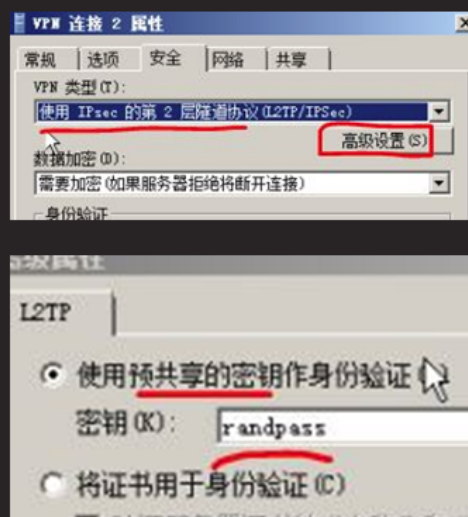 VPN 连接 2 属性
常规 选项 安全 网络 共享
VPN 类型(T):
使用 IPsec 的第 2 层隧道协议(L2TP/IPSec)
高级设置(S)
数据加密(D):
需要加密(如果服务器拒绝将断开连接)
身份验证
高级属性
L2TP
使用预共享的密钥作身份验证
密钥(K): randpass
将证书用于身份验证(C)